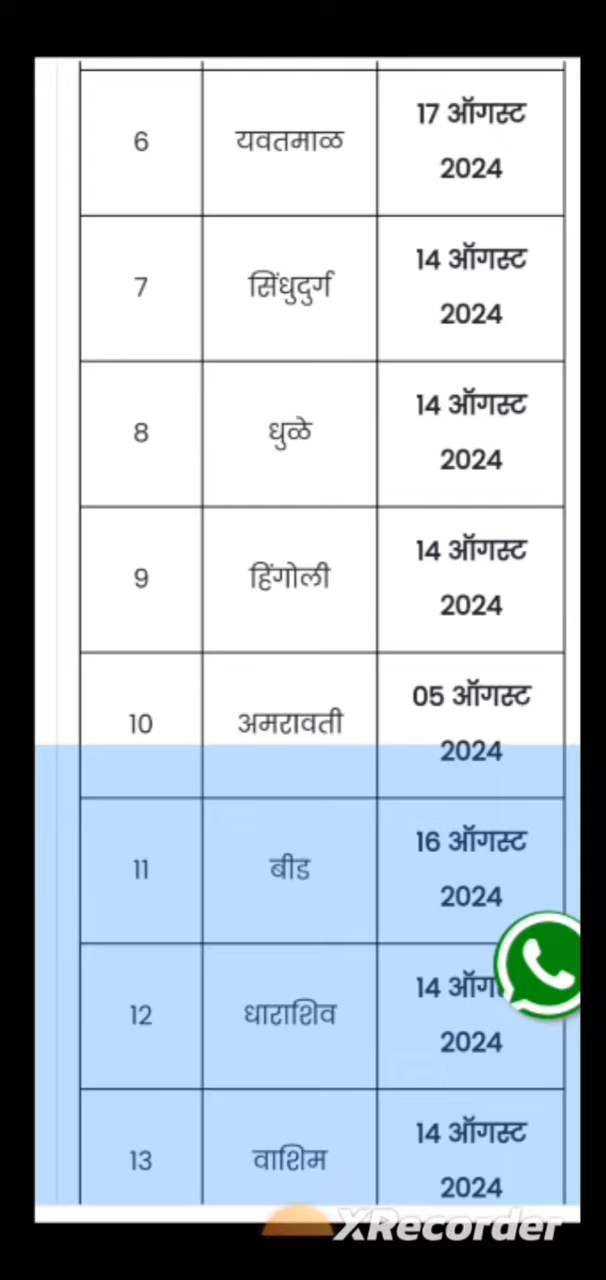 6 यवतमाळ 17 ऑगस्ट
2024
7 सिंधुदुर्ग 14 ऑगस्ट
2024
8 धुळे 14 ऑगस्ट
2024
9 हिंगोली 14 ऑगस्ट
2024
10 अमरावती 05 ऑगस्ट
2024
11 बीड 16 ऑगस्ट
2024
12 धाराशिव 14
2024
13 वाशिम 14 ऑगस्ट
2024
XRecorder